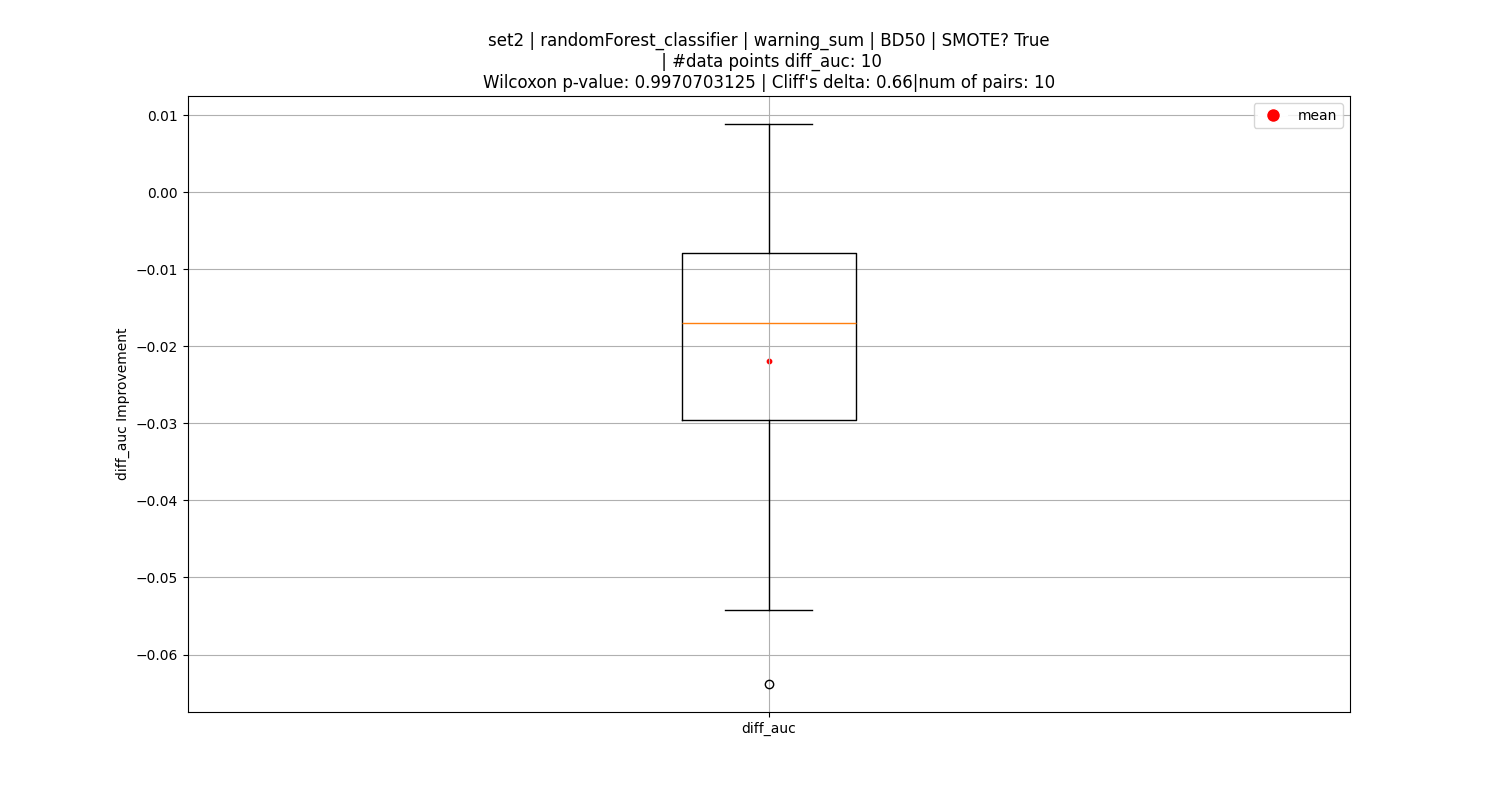 set2 | randomForest_classifier | warning_sum | BD50 | SMOTE? True
| #data points diff_auc: 10
Wilcoxon p-value: 0.9970703125 | Cliff's delta: 0.66|num of pairs: 10
mean
0.01
0.00
−0.01
−0.02
−0.03
−0.04
−0.05
−0.06
diff_auc Improvement
diff_auc